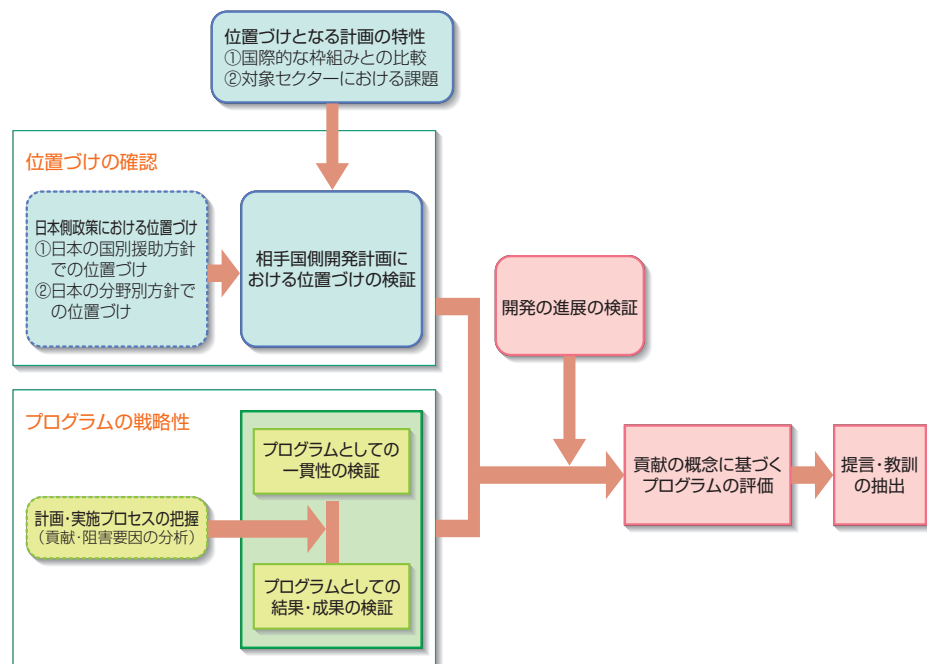 位置づけとなる計画の特性
①国際的な枠組みとの比較
②対象セクターにおける課題
位置づけの確認
日本側政策における位置づけ
①日本の国別援助方針
での位置づけ
②日本の分野別方針で
の位置づけ
相手国側開発計画に
おける位置づけの検証
開発の進展の検証
プログラムの戦略性
プログラムとしての
一貫性の検証
計画・実施プロセスの把握
（貢献・阻害要因の分析）
プログラムとしての
結果・成果の検証
貢献の概念に基づく
プログラムの評価
提言・教訓
の抽出